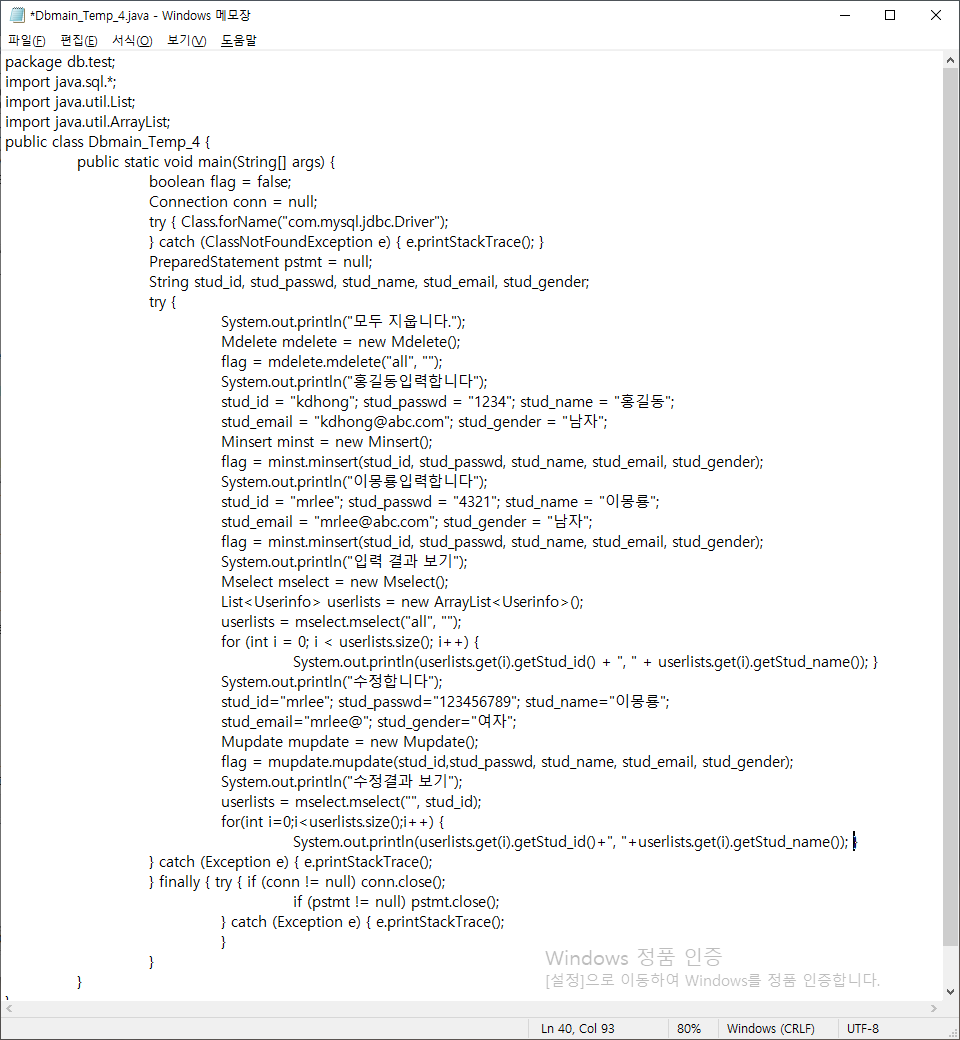 *Dbmain_Temp_4.java - Windows 메모장
파일(F) 편집(E) 서식(O) 보기(V) 도움말
package db.test;
import java.sql.*;
import java.util.List;
import java.util.ArrayList;
public class Dbmain_Temp_4 {
public static void main(String[] args) {
boolean flag = false;
Connection conn = null;
try { Class.forName("com.mysql.jdbc.Driver");
} catch (ClassNotFoundException e) { e.printStackTrace(); }
PreparedStatement pstmt = null;
String stud_id, stud_passwd, stud_name, stud_email, stud_gender;
try {
System.out.println("모두 지웁니다.");
Mdelete mdelete = new Mdelete();
flag = mdelete.mdelete("all", "");
System.out.println("홍길동입력합니다");
stud_id = "kdhong"; stud_passwd = "1234"; stud_name = "홍길동";
stud_email = "kdhong@abc.com"; stud_gender = "남자";
Minsert minst = new Minsert();
flag = minst.minsert(stud_id, stud_passwd, stud_name, stud_email, stud_gender);
System.out.println("이몽룡입력합니다");
stud_id = "mrlee"; stud_passwd = "4321"; stud_name = "이몽룡";
stud_email = "mrlee@abc.com"; stud_gender = "남자";
flag = minst.minsert(stud_id, stud_passwd, stud_name, stud_email, stud_gender);
System.out.println("입력 결과 보기");
Mselect mselect = new Mselect();
List<Userinfo> userlists = new ArrayList<Userinfo>();
userlists = mselect.mselect("all", "");
for (int i = 0; i < userlists.size(); i++) {
System.out.println(userlists.get(i).getStud_id() + ", " + userlists.get(i).getStud_name()); }
System.out.println("수정합니다");
stud_id="mrlee"; stud_passwd="123456789"; stud_name="이몽룡";
stud_email="mrlee@"; stud_gender="여자";
Mupdate mupdate = new Mupdate();
flag = mupdate.mupdate(stud_id,stud_passwd, stud_name, stud_email, stud_gender);
System.out.println("수정결과 보기");
userlists = mselect.mselect("", stud_id);
for(int i=0;i<userlists.size();i++) {
System.out.println(userlists.get(i).getStud_id()+", "+userlists.get(i).getStud_name()); }
} catch (Exception e) { e.printStackTrace();
} finally { try { if (conn != null) conn.close();
if (pstmt != null) pstmt.close();
} catch (Exception e) { e.printStackTrace();
}
}
}
}
Windows 정품 인증
[설정]으로 이동하여 Windows를 정품 인증합니다.
Ln 40, Col 93 80% Windows (CRLF) UTF-8